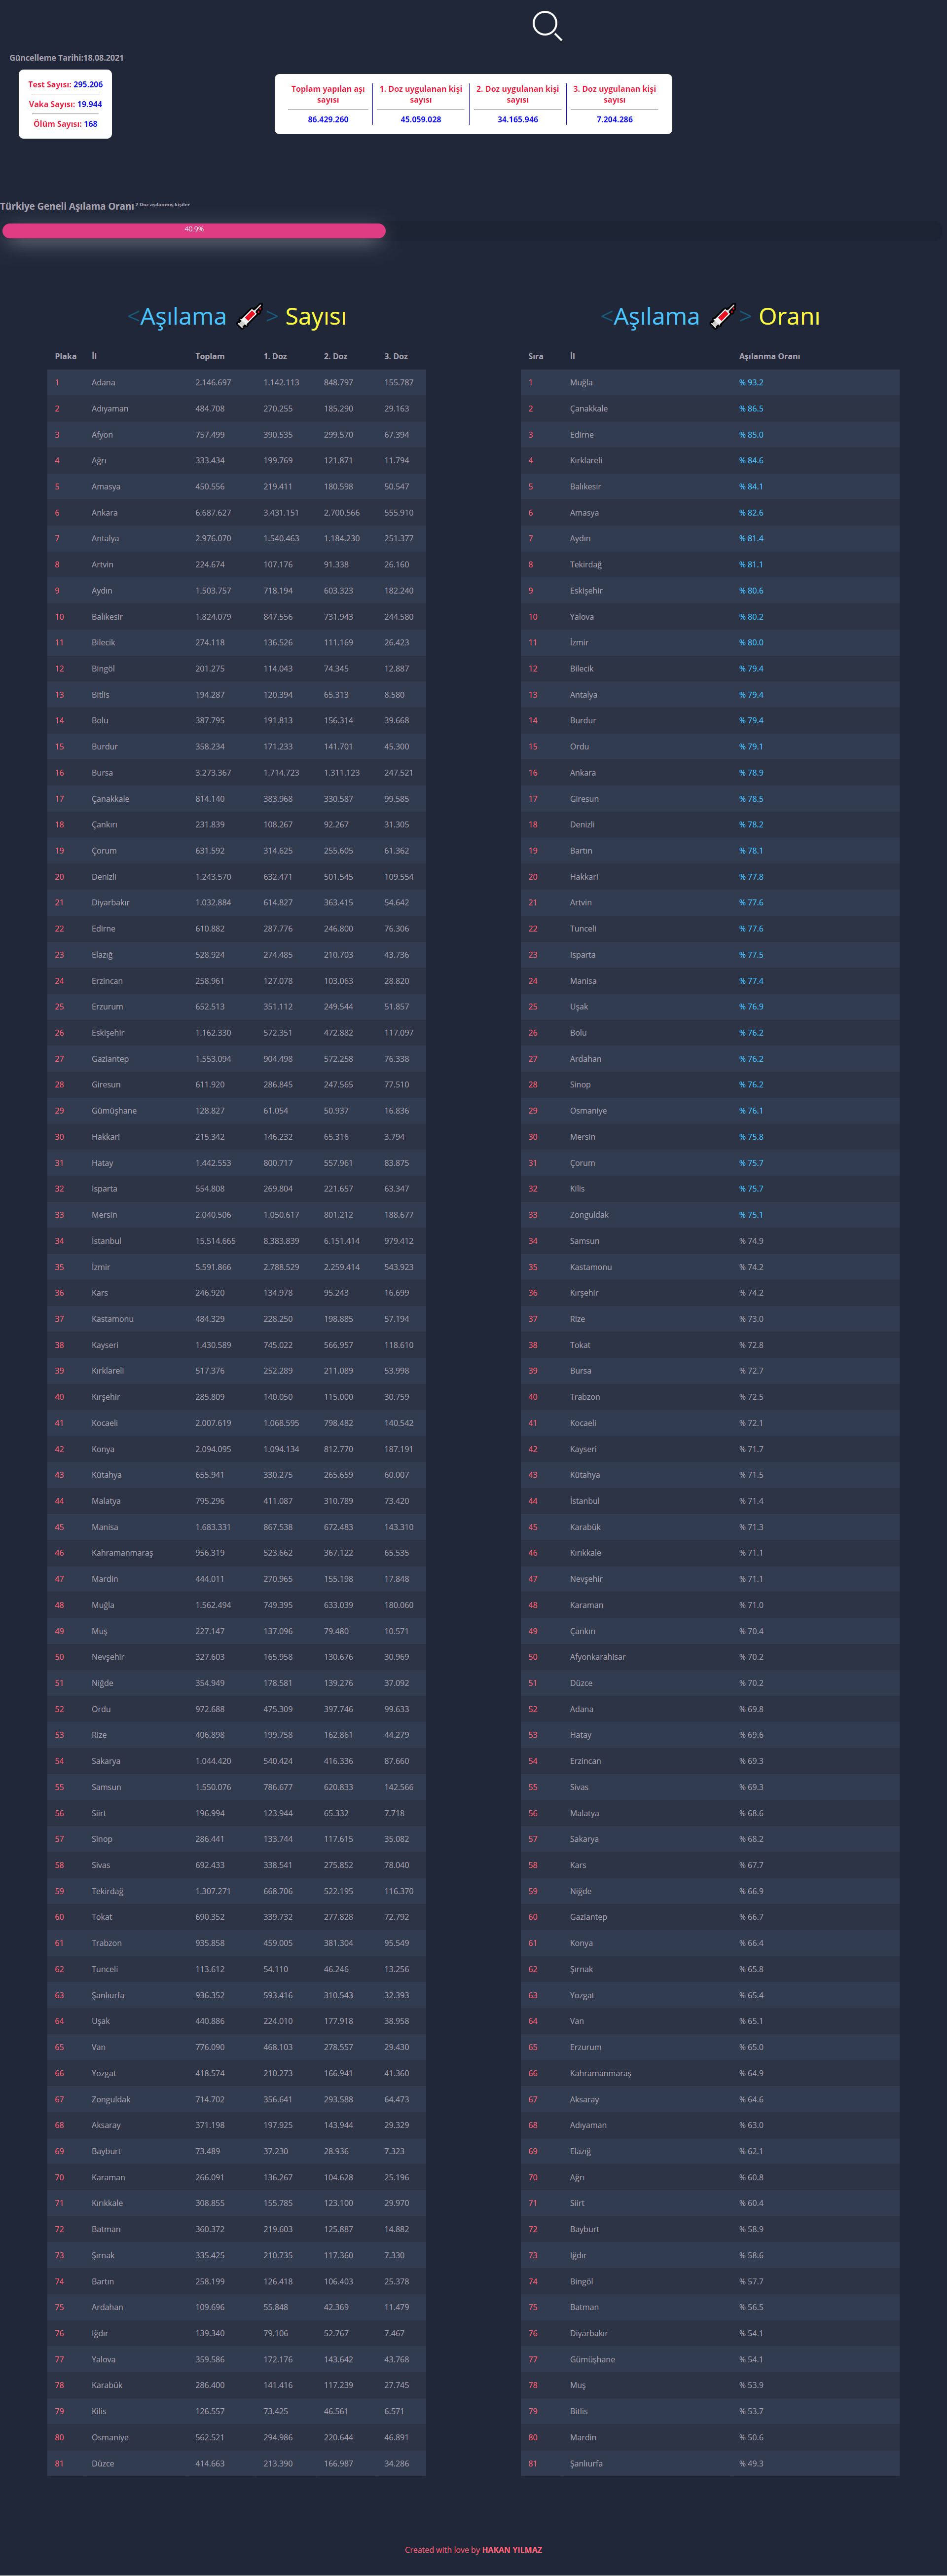 Güncelleme Tarihi:18.08.2021
Test Sayısı: 295.206
Vaka Sayısı: 19.944
Ölüm Sayısı: 168
Toplam yapılan aşı sayısı
86.429.260
1. Doz uygulanan kişi sayısı
45.059.028
2. Doz uygulanan kişi sayısı
34.165.946
3. Doz uygulanan kişi sayısı
7.204.286
Türkiye Geneli Aşılama Oranı 2 Doz aşılanmış kişiler
40.9%
<Aşılama > Sayısı
Plaka İl Toplam 1. Doz 2. Doz 3. Doz
1 Adana 2.146.697 1.142.113 848.797 155.787
2 Adıyaman 484.708 270.255 185.290 29.163
3 Afyon 757.499 390.535 299.570 67.394
4 Ağrı 333.434 199.769 121.871 11.794
5 Amasya 450.556 219.411 180.598 50.547
6 Ankara 6.687.627 3.431.151 2.700.566 555.910
7 Antalya 2.976.070 1.540.463 1.184.230 251.377
8 Artvin 224.674 107.176 91.338 26.160
9 Aydın 1.503.757 718.194 603.323 182.240
10 Balıkesir 1.824.079 847.556 731.943 244.580
11 Bilecik 274.118 136.526 111.169 26.423
12 Bingöl 201.275 114.043 74.345 12.887
13 Bitlis 194.287 120.394 65.313 8.580
14 Bolu 387.795 191.813 156.314 39.668
15 Burdur 358.234 171.233 141.701 45.300
16 Bursa 3.273.367 1.714.723 1.311.123 247.521
17 Çanakkale 814.140 383.968 330.587 99.585
18 Çankırı 231.839 108.267 92.267 31.305
19 Çorum 631.592 314.625 255.605 61.362
20 Denizli 1.243.570 632.471 501.545 109.554
21 Diyarbakır 1.032.884 614.827 363.415 54.642
22 Edirne 610.882 287.776 246.800 76.306
23 Elazığ 528.924 274.485 210.703 43.736
24 Erzincan 258.961 127.078 103.063 28.820
25 Erzurum 652.513 351.112 249.544 51.857
26 Eskişehir 1.162.330 572.351 472.882 117.097
27 Gaziantep 1.553.094 904.498 572.258 76.338
28 Giresun 611.920 286.845 247.565 77.510
29 Gümüşhane 128.827 61.054 50.937 16.836
30 Hakkari 215.342 146.232 65.316 3.794
31 Hatay 1.442.553 800.717 557.961 83.875
32 Isparta 554.808 269.804 221.657 63.347
33 Mersin 2.040.506 1.050.617 801.212 188.677
34 İstanbul 15.514.665 8.383.839 6.151.414 979.412
35 İzmir 5.591.866 2.788.529 2.259.414 543.923
36 Kars 246.920 134.978 95.243 16.699
37 Kastamonu 484.329 228.250 198.885 57.194
38 Kayseri 1.430.589 745.022 566.957 118.610
39 Kırklareli 517.376 252.289 211.089 53.998
40 Kırşehir 285.809 140.050 115.000 30.759
41 Kocaeli 2.007.619 1.068.595 798.482 140.542
42 Konya 2.094.095 1.094.134 812.770 187.191
43 Kütahya 655.941 330.275 265.659 60.007
44 Malatya 795.296 411.087 310.789 73.420
45 Manisa 1.683.331 867.538 672.483 143.310
46 Kahramanmaraş 956.319 523.662 367.122 65.535
47 Mardin 444.011 270.965 155.198 17.848
48 Muğla 1.562.494 749.395 633.039 180.060
49 Muş 227.147 137.096 79.480 10.571
50 Nevşehir 327.603 165.958 130.676 30.969
51 Niğde 354.949 178.581 139.276 37.092
52 Ordu 972.688 475.309 397.746 99.633
53 Rize 406.898 199.758 162.861 44.279
54 Sakarya 1.044.420 540.424 416.336 87.660
55 Samsun 1.550.076 786.677 620.833 142.566
56 Siirt 196.994 123.944 65.332 7.718
57 Sinop 286.441 133.744 117.615 35.082
58 Sivas 692.433 338.541 275.852 78.040
59 Tekirdağ 1.307.271 668.706 522.195 116.370
60 Tokat 690.352 339.732 277.828 72.792
61 Trabzon 935.858 459.005 381.304 95.549
62 Tunceli 113.612 54.110 46.246 13.256
63 Şanlıurfa 936.352 593.416 310.543 32.393
64 Uşak 440.886 224.010 177.918 38.958
65 Van 776.090 468.103 278.557 29.430
66 Yozgat 418.574 210.273 166.941 41.360
67 Zonguldak 714.702 356.641 293.588 64.473
68 Aksaray 371.198 197.925 143.944 29.329
69 Bayburt 73.489 37.230 28.936 7.323
70 Karaman 266.091 136.267 104.628 25.196
71 Kırıkkale 308.855 155.785 123.100 29.970
72 Batman 360.372 219.603 125.887 14.882
73 Şırnak 335.425 210.735 117.360 7.330
74 Bartın 258.199 126.418 106.403 25.378
75 Ardahan 109.696 55.848 42.369 11.479
76 Iğdır 139.340 79.106 52.767 7.467
77 Yalova 359.586 172.176 143.642 43.768
78 Karabük 286.400 141.416 117.239 27.745
79 Kilis 126.557 73.425 46.561 6.571
80 Osmaniye 562.521 294.986 220.644 46.891
81 Düzce 414.663 213.390 166.987 34.286
<Aşılama > Oranı
Sıra İl Aşılanma Oranı
1 Muğla % 93.2
2 Çanakkale % 86.5
3 Edirne % 85.0
4 Kırklareli % 84.6
5 Balıkesir % 84.1
6 Amasya % 82.6
7 Aydın % 81.4
8 Tekirdağ % 81.1
9 Eskişehir % 80.6
10 Yalova % 80.2
11 İzmir % 80.0
12 Bilecik % 79.4
13 Antalya % 79.4
14 Burdur % 79.4
15 Ordu % 79.1
16 Ankara % 78.9
17 Giresun % 78.5
18 Denizli % 78.2
19 Bartın % 78.1
20 Hakkari % 77.8
21 Artvin % 77.6
22 Tunceli % 77.6
23 Isparta % 77.5
24 Manisa % 77.4
25 Uşak % 76.9
26 Bolu % 76.2
27 Ardahan % 76.2
28 Sinop % 76.2
29 Osmaniye % 76.1
30 Mersin % 75.8
31 Çorum % 75.7
32 Kilis % 75.7
33 Zonguldak % 75.1
34 Samsun % 74.9
35 Kastamonu % 74.2
36 Kırşehir % 74.2
37 Rize % 73.0
38 Tokat % 72.8
39 Bursa % 72.7
40 Trabzon % 72.5
41 Kocaeli % 72.1
42 Kayseri % 71.7
43 Kütahya % 71.5
44 İstanbul % 71.4
45 Karabük % 71.3
46 Kırıkkale % 71.1
47 Nevşehir % 71.1
48 Karaman % 71.0
49 Çankırı % 70.4
50 Afyonkarahisar % 70.2
51 Düzce % 70.2
52 Adana % 69.8
53 Hatay % 69.6
54 Erzincan % 69.3
55 Sivas % 69.3
56 Malatya % 68.6
57 Sakarya % 68.2
58 Kars % 67.7
59 Niğde % 66.9
60 Gaziantep % 66.7
61 Konya % 66.4
62 Şırnak % 65.8
63 Yozgat % 65.4
64 Van % 65.1
65 Erzurum % 65.0
66 Kahramanmaraş % 64.9
67 Aksaray % 64.6
68 Adıyaman % 63.0
69 Elazığ % 62.1
70 Ağrı % 60.8
71 Siirt % 60.4
72 Bayburt % 58.9
73 Iğdır % 58.6
74 Bingöl % 57.7
75 Batman % 56.5
76 Diyarbakır % 54.1
77 Gümüşhane % 54.1
78 Muş % 53.9
79 Bitlis % 53.7
80 Mardin % 50.6
81 Şanlıurfa % 49.3
Created with love by HAKAN YILMAZ